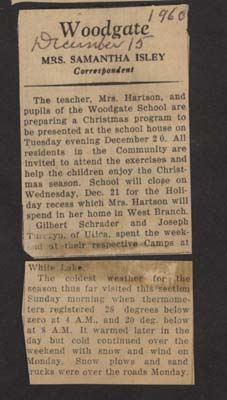 1960
Woodgate
December 15
MRS. SAMANTHA ISLEY
Correspondent
The teacher, Mrs. Hartson, and
pupils of the Woodgate School are
preparing a Christmas program to
be presented at the school house on
Tuesday evening December 20. All
residents in the Community are
invited to attend the exercises and
help the children enjoy the Christ-
mas season. School will close on
Wednesday, Dec. 21 for the Holi-
day recess which Mrs. Hartson will
spend in her home in West Branch.
Gilbert Schrader and Joseph
of Utica, spent the week-
end at their respective Camps at
White Lake.
The coldest weather for the
season thus far visited this section
Sunday morning when thermome-
ters registered 28 degrees below
zero at 4 A.M., and 20 deg. below
at 8 A.M. It warmed later in the
day but cold continued over the
weekend with snow and wind on
Monday. Snow plows and sand
trucks were over the roads Monday.